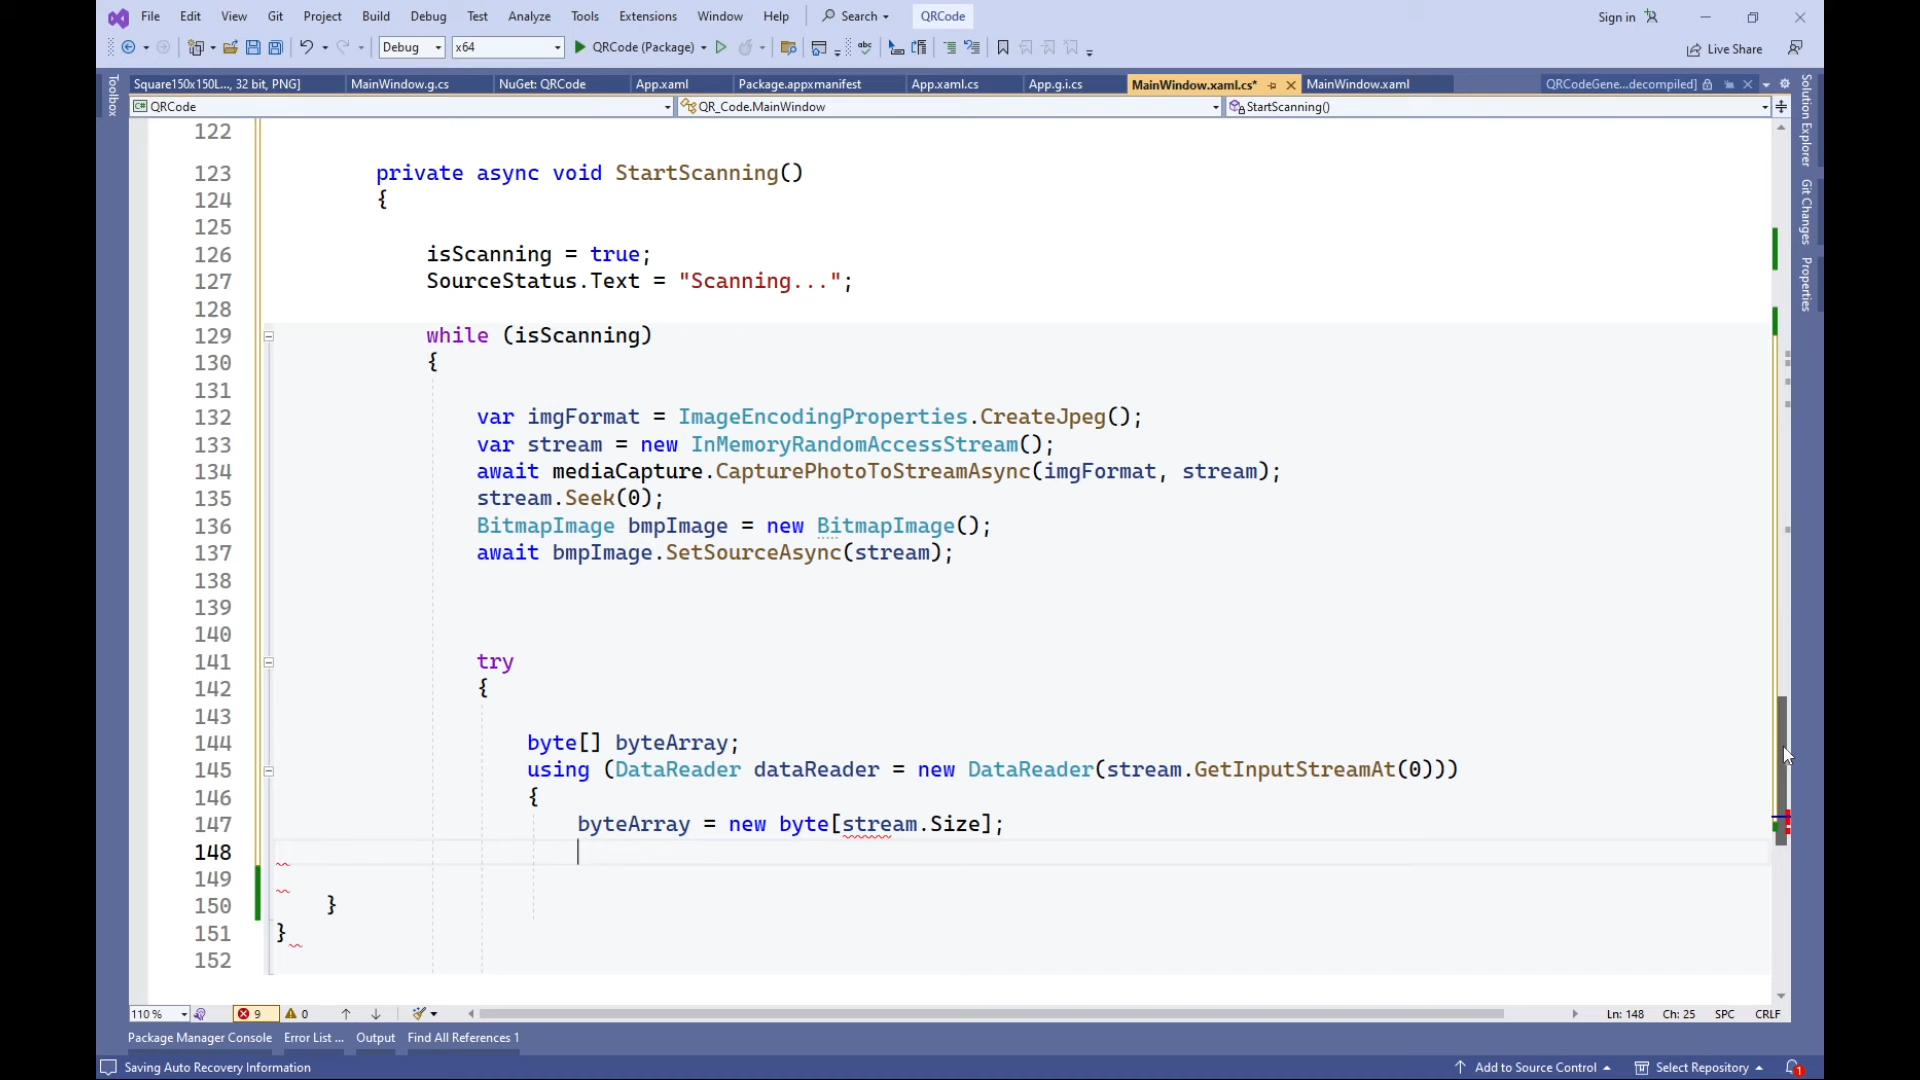 File Edit View Git Project Build Debug Test Analyze Tools Extensions Window Help Search QRCode Sign in
Debug x64 QRCode (Package) Live Share
Square150x150L..., 32 bit, PNG] MainWindow.g.cs NuGet: QRCode App.xaml Package.appxmanifest App.xaml.cs App.g.i.cs MainWindow.xaml.cs* MainWindow.xaml QRCodeGene...decompiled]
QRCode QR_Code.MainWindow StartScanning()
Toolbox
Solution Explorer
Git Changes
Properties
122
123 private async void StartScanning()
124 {
125
126 isScanning = true;
127 SourceStatus.Text = "Scanning...";
128
129 while (isScanning)
130 {
131
132 var imgFormat = ImageEncodingProperties.CreateJpeg();
133 var stream = new InMemoryRandomAccessStream();
134 await mediaCapture.CapturePhotoToStreamAsync(imgFormat, stream);
135 stream.Seek(0);
136 BitmapImage bmpImage = new BitmapImage();
137 await bmpImage.SetSourceAsync(stream);
138
139
140
141 try
142 {
143
144 byte[] byteArray;
145 using (DataReader dataReader = new DataReader(stream.GetInputStreamAt(0)))
146 {
147 byteArray = new byte[stream.Size];
148
149
150 }
151 }
152
110 % 9 0 Ln: 148 Ch: 25 SPC CRLF
Package Manager Console Error List ... Output Find All References 1
Saving Auto Recovery Information Add to Source Control Select Repository 1